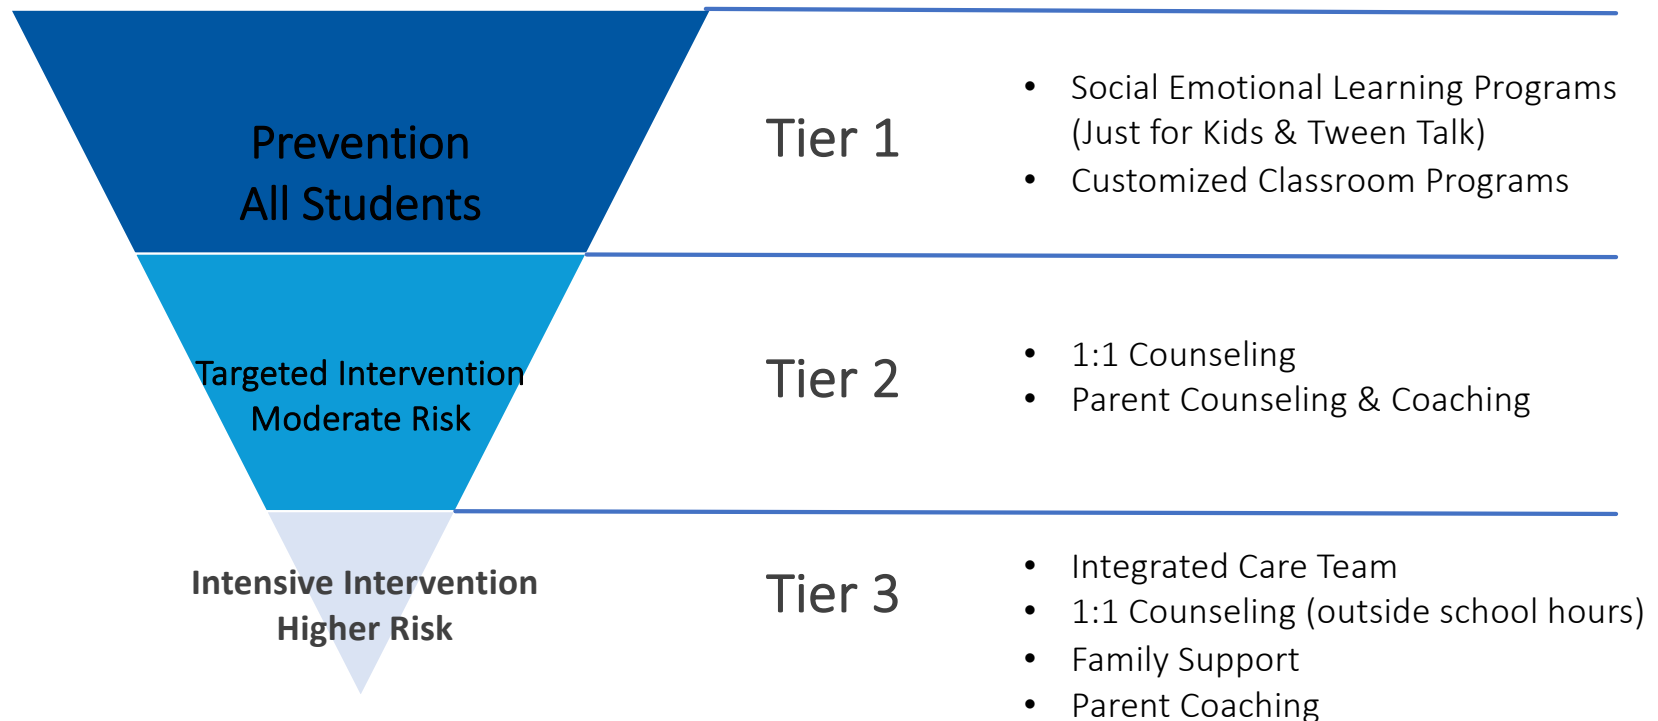 Prevention
All Students
Tier 1
• Social Emotional Learning Programs
(Just for Kids & Tween Talk)
• Customized Classroom Programs
Targeted Intervention
Moderate Risk
Tier 2
• 1:1 Counseling
• Parent Counseling & Coaching
Intensive Intervention
Higher Risk
Tier 3
• Integrated Care Team
• 1:1 Counseling (outside school hours)
• Family Support
• Parent Coaching